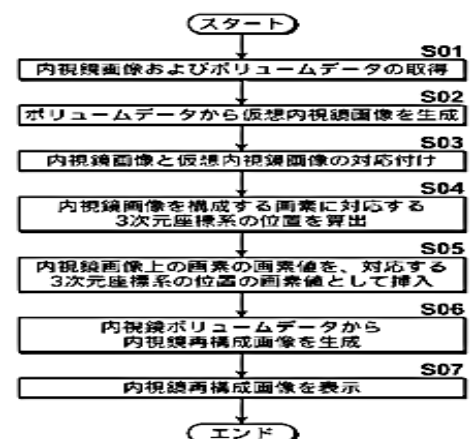 スタート
S01
内視鏡画像およびボリュームデータの取得
S02
ボリュームデータから仮想内視鏡画像を生成
S03
内視鏡画像と仮想内視鏡画像の対応付け
S04
内視鏡画像を構成する画素に対応する
3次元座標系の位置を算出
S05
内視鏡画像上の画素の画素値を、対応する
3次元座標系の位置の画素値として挿入
S06
内視鏡ボリュームデータから
内視鏡再構成画像を生成
S07
内視鏡再構成画像を表示
エンド